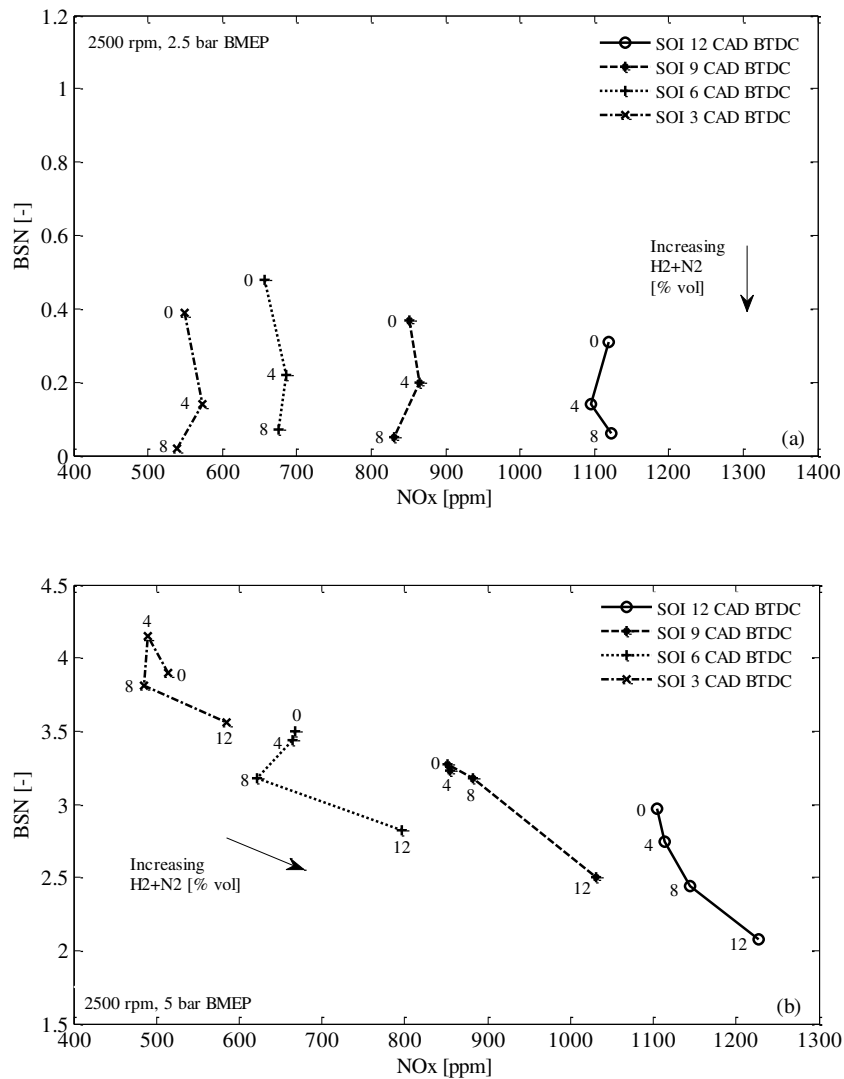 1.2
2500 rpm, 2.5 bar BMEP
SOI 12 CAD BTDC
SOI 9 CAD BTDC
SOI 6 CAD BTDC
SOI 3 CAD BTDC
1
0.8
0.6
0.4
0.2
0
BSN [-]
Increasing
H2+N2
[% vol]
0
4
8
0
4
8
0
4
8
0
4
8
(a)
400 500 600 700 800 900 1000 1100 1200 1300 1400
NOx [ppm]
4.5
4
3.5
3
2.5
2
1.5
BSN [-]
SOI 12 CAD BTDC
SOI 9 CAD BTDC
SOI 6 CAD BTDC
SOI 3 CAD BTDC
4
0
8
12
0
4
8
12
0
4
8
12
0
4
8
12
Increasing
H2+N2 [% vol]
2500 rpm, 5 bar BMEP
(b)
400 500 600 700 800 900 1000 1100 1200 1300
NOx [ppm]